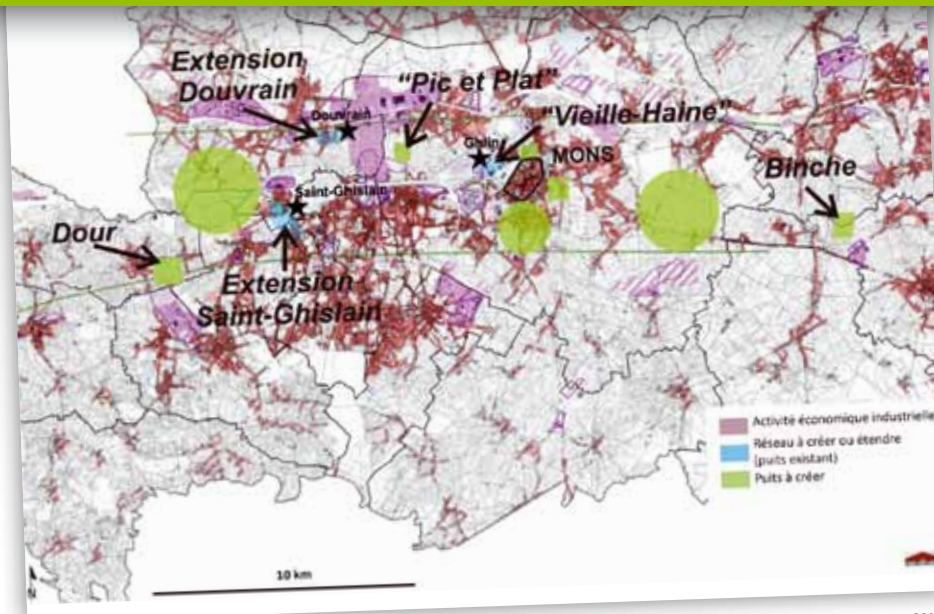 Extension
Douvrain
"Pic et Plat"
Douvrain
"Vieille-Haine"
Ghlin
MONS
Binche
Saint-Ghislain
Dour
Extension
Saint-Ghislain
Activité économique industrielle
Réseau à créer ou étendre
(puits existant)
Puits à créer
10 km
N